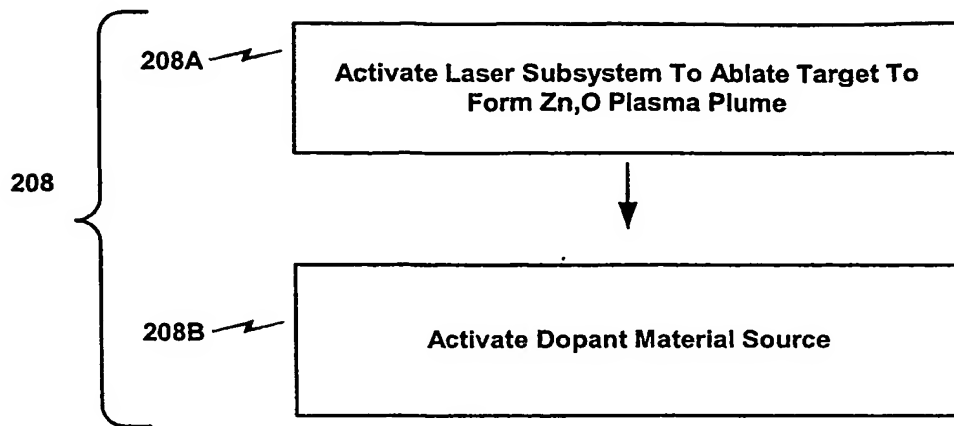 208A
Activate Laser Subsystem To Ablate Target To
Form Zn,O Plasma Plume
208
208B
Activate Dopant Material Source